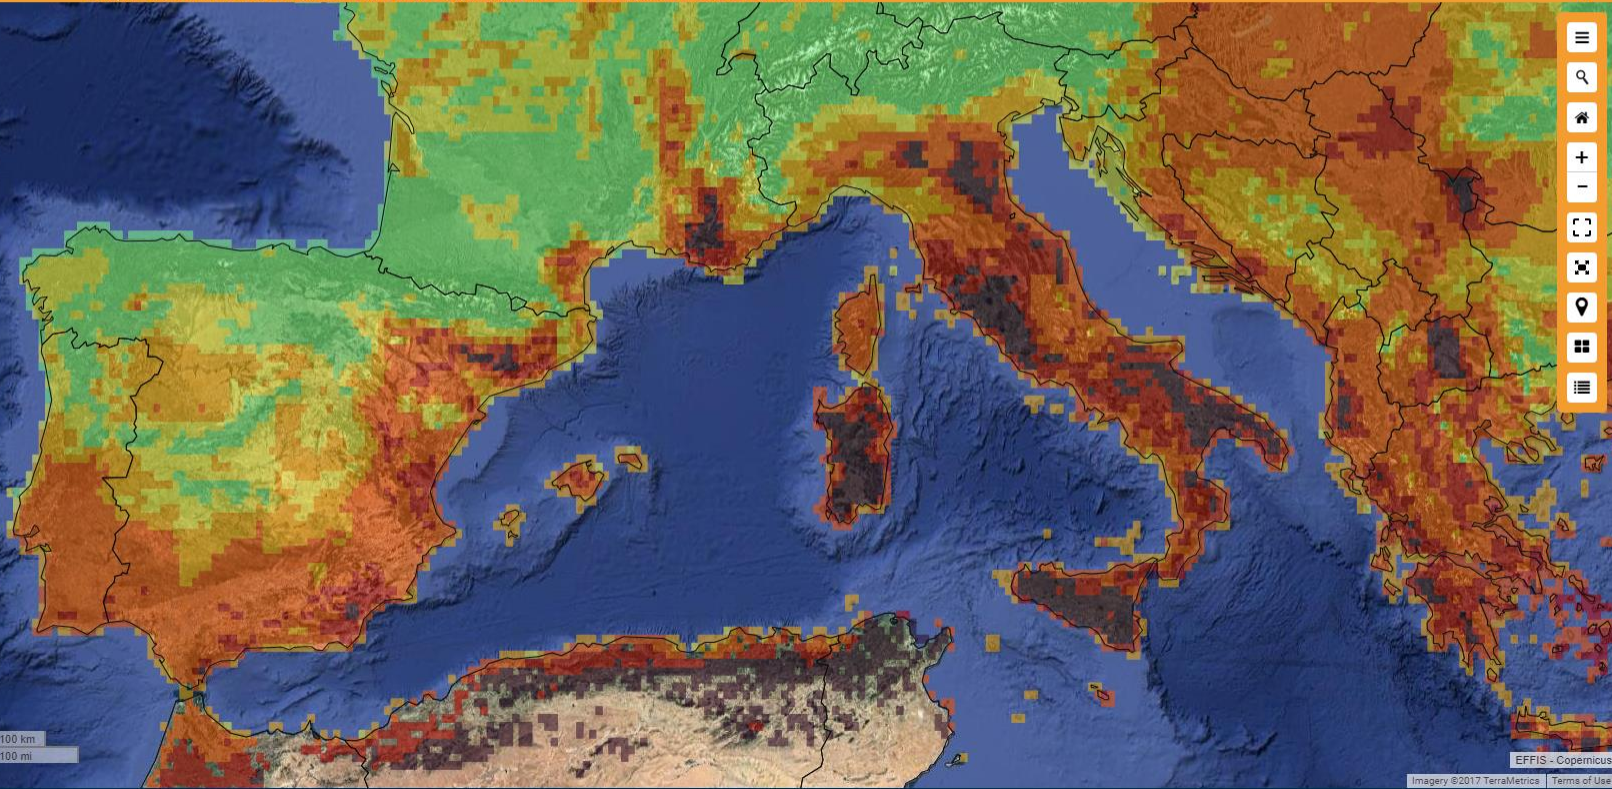 100 km
100 mi
EFFIS - Copernicus
Imagery ©2017 TerraMetrics
Terms of Use